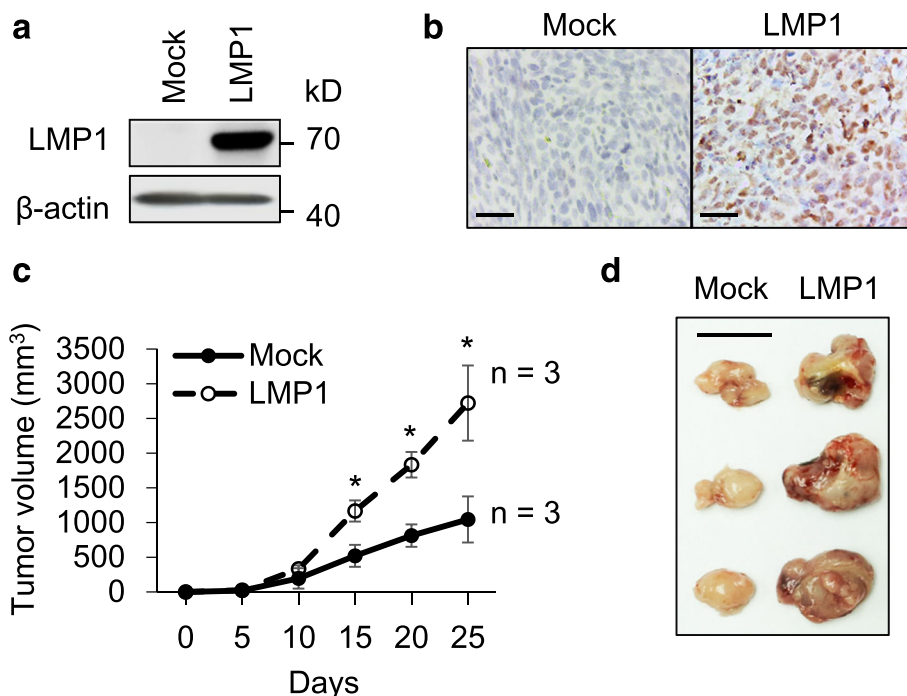 a
Mock
LMP1
kD
LMP1
70
β-actin
40
b
Mock
LMP1
c
Tumor volume (mm³)
3500
3000
2500
2000
1500
1000
500
0
Mock
LMP1
*
*
*
n = 3
n = 3
0 5 10 15 20 25
Days
d
Mock LMP1